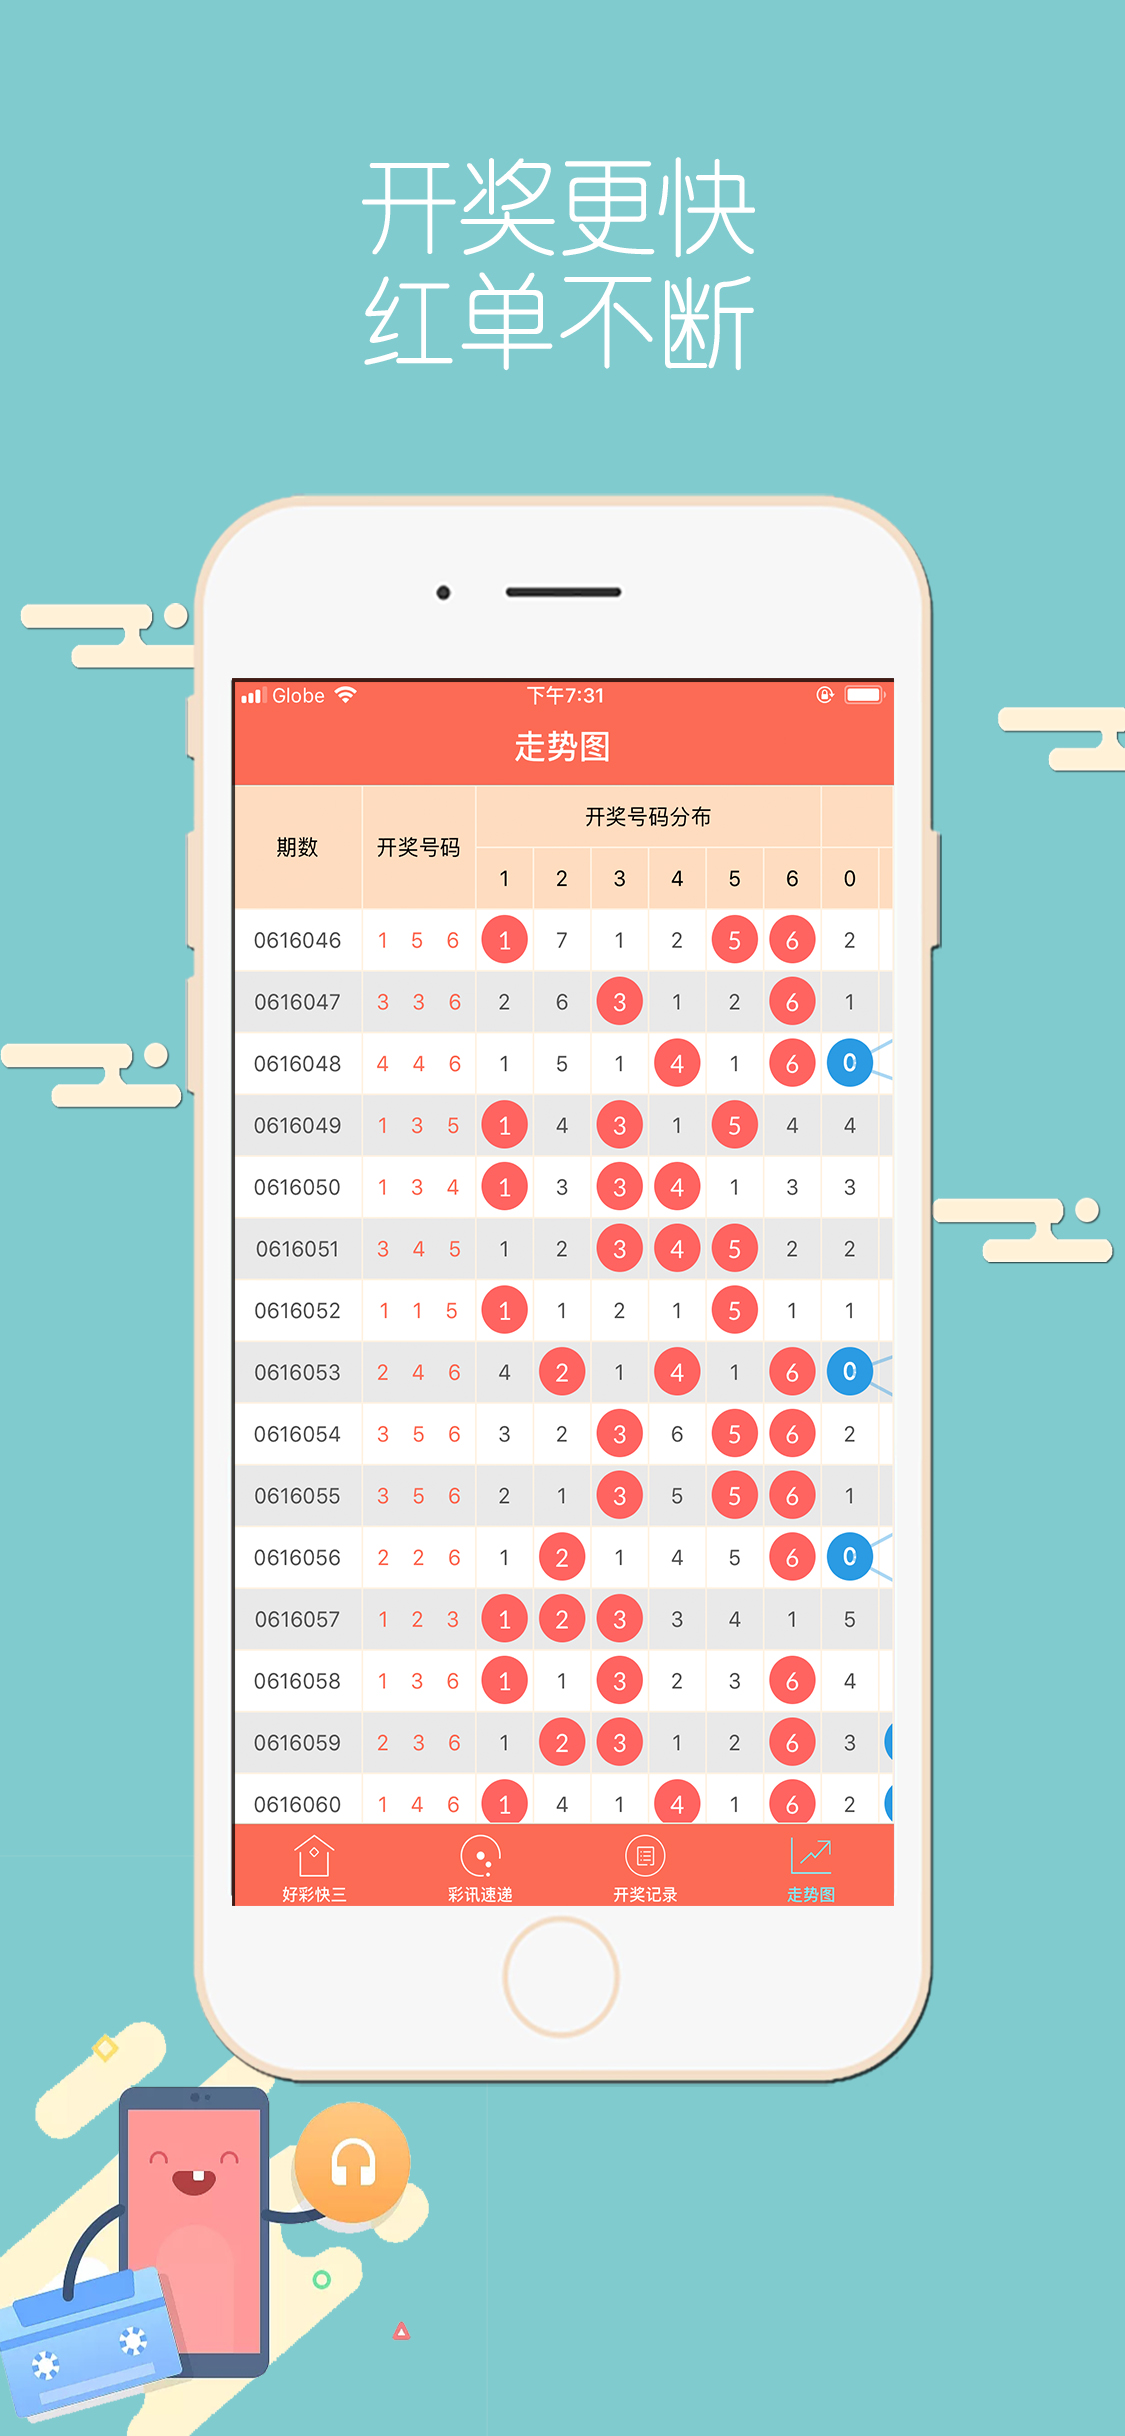 开奖更快
红单不断
Globe 下午7:31
走势图
期数 开奖号码 开奖号码分布
1 2 3 4 5 6 0
0616046 1 5 6 1 7 1 2 5 6 2
0616047 3 3 6 2 6 3 1 2 6 1
0616048 4 4 6 1 5 1 4 1 6 0
0616049 1 3 5 1 4 3 1 5 4 4
0616050 1 3 4 1 3 3 4 1 3 3
0616051 3 4 5 1 2 3 4 5 2 2
0616052 1 1 5 1 1 2 1 5 1 1
0616053 2 4 6 4 2 1 4 1 6 0
0616054 3 5 6 3 2 3 6 5 6 2
0616055 3 5 6 2 1 3 5 5 6 1
0616056 2 2 6 1 2 1 4 5 6 0
0616057 1 2 3 1 2 3 3 4 1 5
0616058 1 3 6 1 1 3 2 3 6 4
0616059 2 3 6 1 2 3 1 2 6 3
0616060 1 4 6 1 4 1 4 1 6 2
好彩快三 彩讯速递 开奖记录 走势图